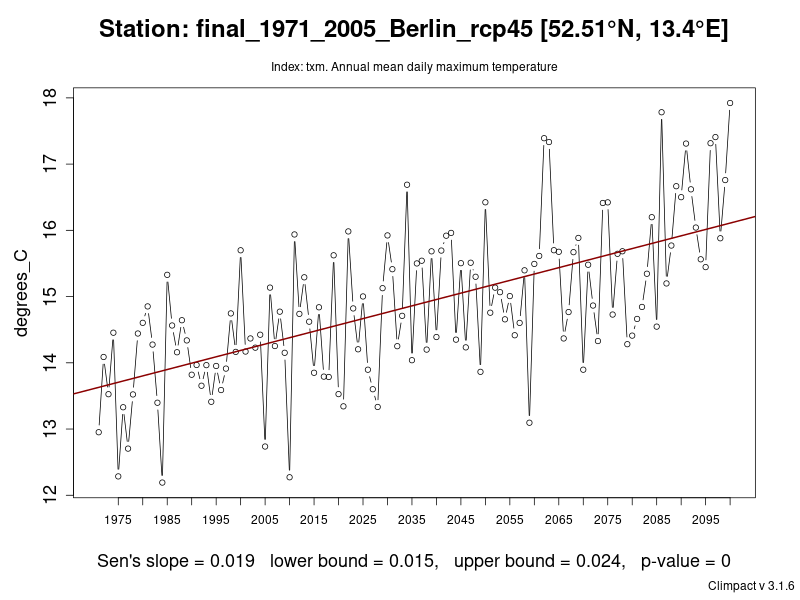 Station: final_1971_2005_Berlin_rcp45 [52.51°N, 13.4°E]
Index: txm. Annual mean daily maximum temperature
degrees_C
18
17
16
15
14
13
12
1975 1985 1995 2005 2015 2025 2035 2045 2055 2065 2075 2085 2095
Sen's slope = 0.019 lower bound = 0.015, upper bound = 0.024, p-value = 0
Climpact v 3.1.6